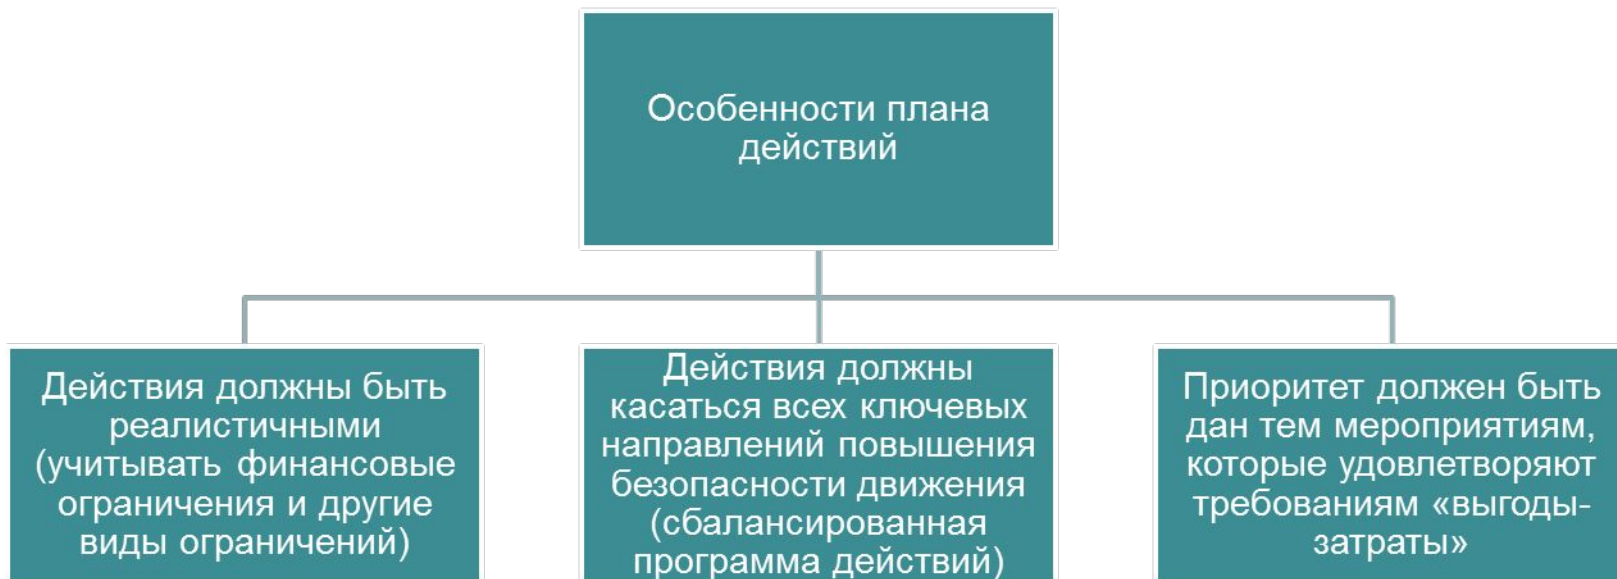 Особенности плана
действий
Действия должны быть
реалистичными
(учитывать финансовые
ограничения и другие
виды ограничений)
Действия должны
касаться всех ключевых
направлений повышения
безопасности движения
(сбалансированная
программа действий)
Приоритет должен быть
дан тем мероприятиям,
которые удовлетворяют
требованиям «выгоды-
затраты»